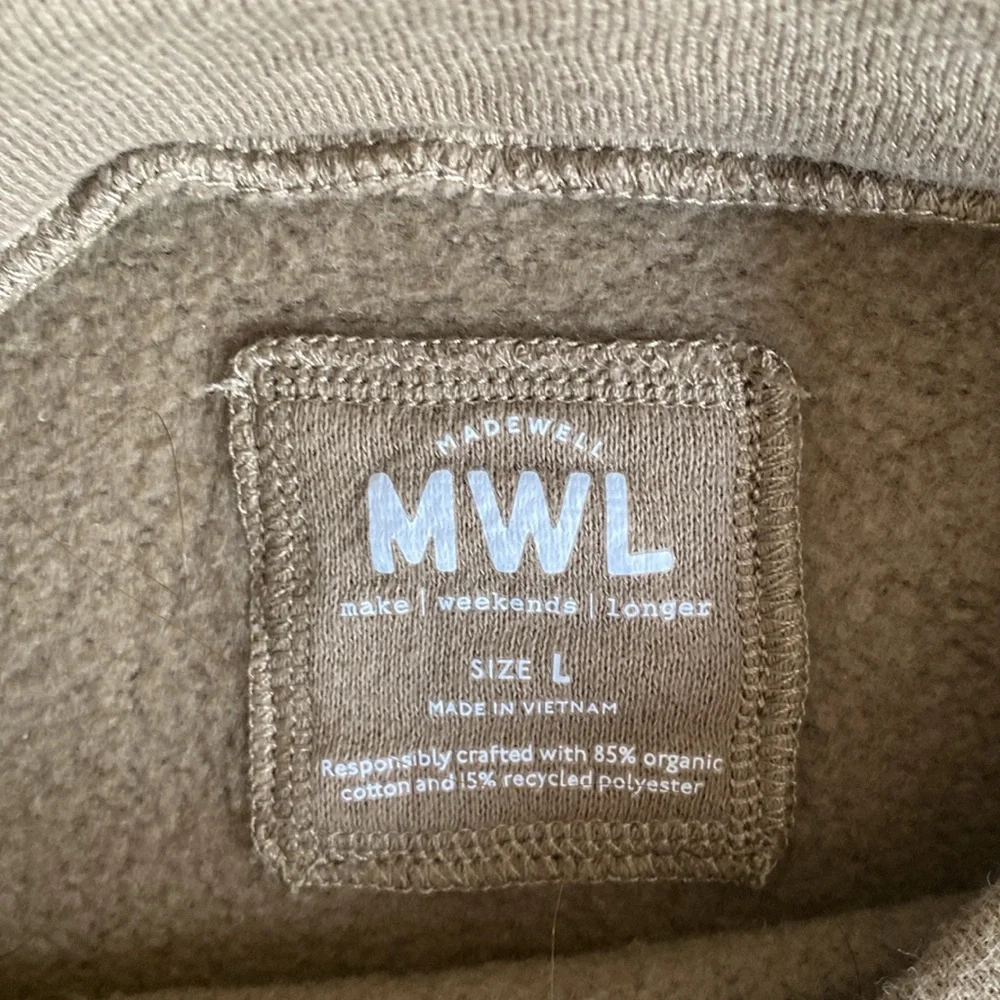 MADEWELL
MWL
make | weekends | longer
SIZE L
MADE IN VIETNAM
Responsibly crafted with 85% organic
cotton and 15% recycled polyester